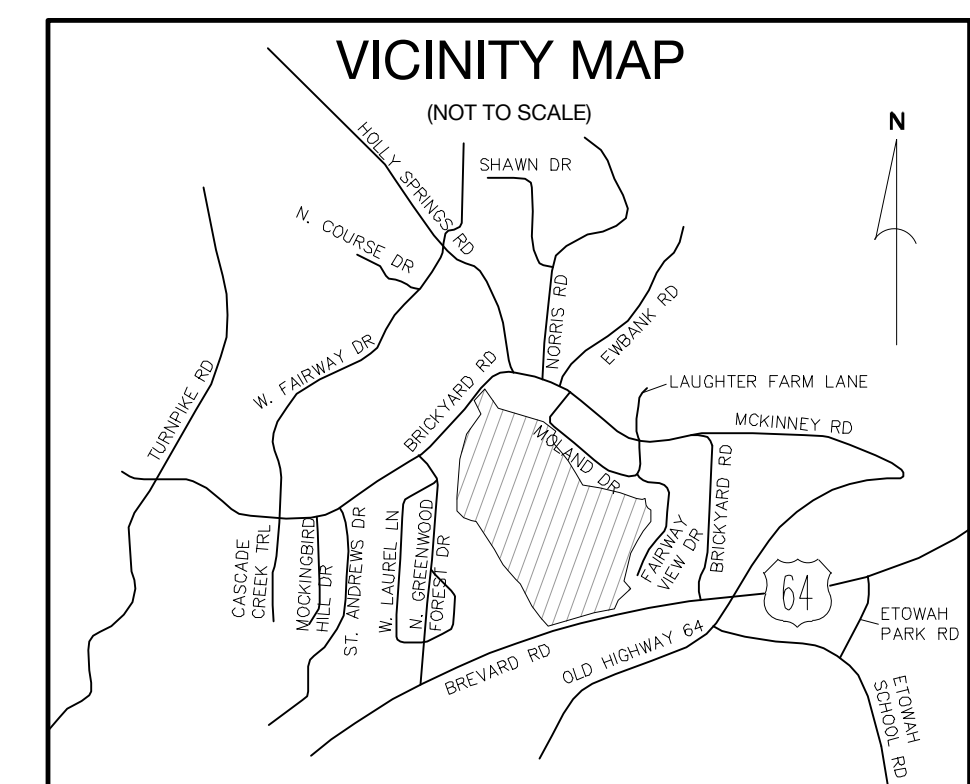 VICINITY MAP
(NOT TO SCALE)
N
HOLLY SPRINGS RD
SHAWN DR
N. COURSE DR
NORRIS RD
EWBANK RD
W. FAIRWAY DR
TURNPIKE RD
BRICKYARD RD
LAUGHTER FARM LANE
MCKINNEY RD
MOLAND DR
BRICKYARD RD
FAIRWAY
VIEW DR
CASCADE
CREEK TRL
MOCKINGBIRD
HILL DR
ST. ANDREWS DR
W. LAUREL LN
N. GREENWOOD
FOREST DR
64
ETOWAH
PARK RD
BREVARD RD
OLD HIGHWAY 64
ETOWAH
SCHOOL RD